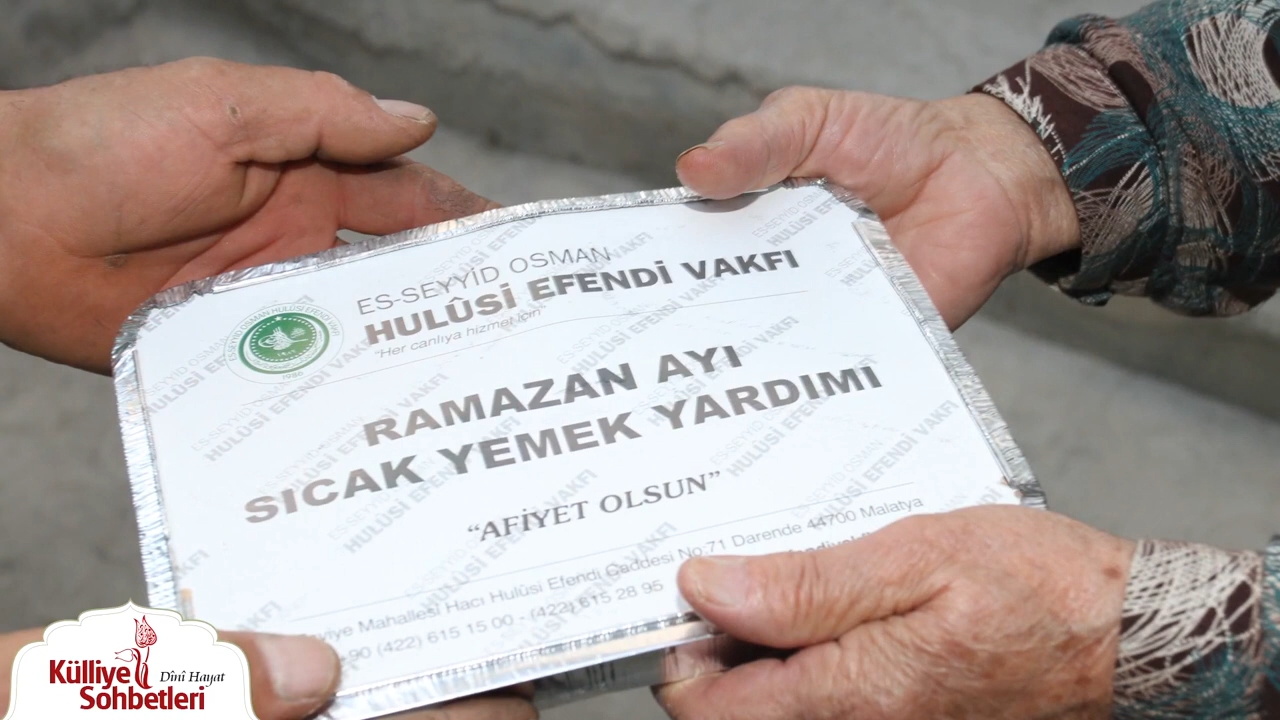 ES-SEYYİD OSMAN
HULÛSİ EFENDİ VAKFI
"Her canlıya hizmet için"
RAMAZAN AYI
SICAK YEMEK YARDIMI
"AFİYET OLSUN"
Mahallesi Hacı Hulûsi Efendi Caddesi No:71 Darende 44700 Malatya
90 (422) 615 15 00 - (422) 615 28 95
Külliye
Sohbetleri
Dînî Hayat